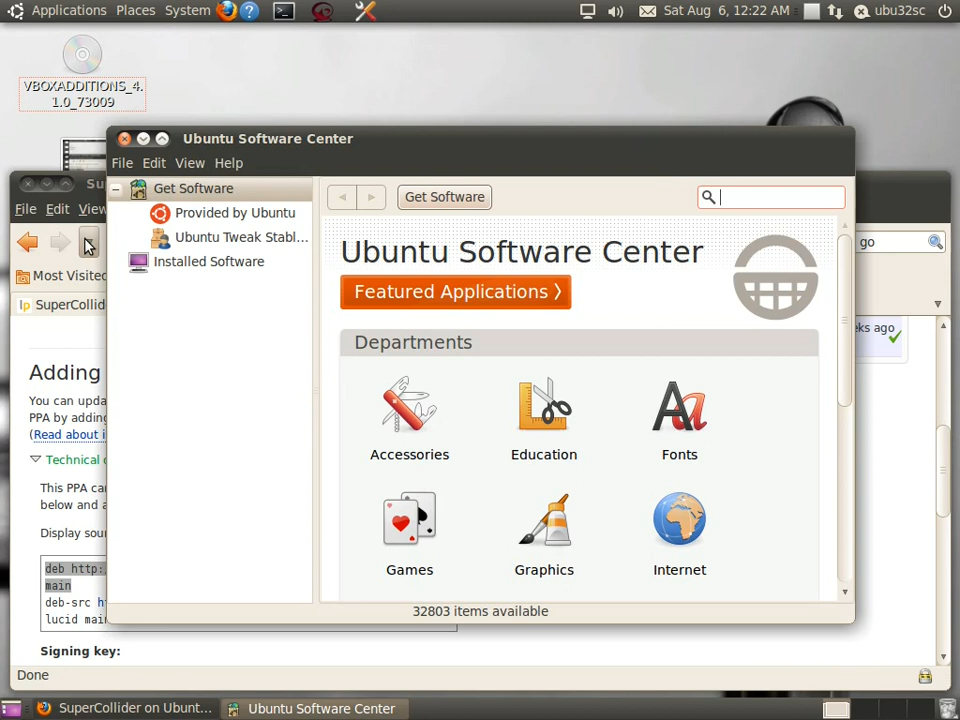 Applications Places System Sat Aug 6, 12:22 AM ubu32sc
VBOXADDITIONS_4.
1.0_73009
Ubuntu Software Center
File Edit View Help
Get Software
Provided by Ubuntu
Ubuntu Tweak Stabl...
Installed Software
Get Software
Ubuntu Software Center
Featured Applications
Departments
Accessories Education Fonts
Games Graphics Internet
32803 items available
File Edit View
go
Most Visited
SuperCollid
eks ago
Adding
You can upda
PPA by adding
(Read about i
Technical
This PPA can
below and a
Display sour
deb http:
main
deb-src
lucid main
Signing key:
Done
SuperCollider on Ubunt... Ubuntu Software Center